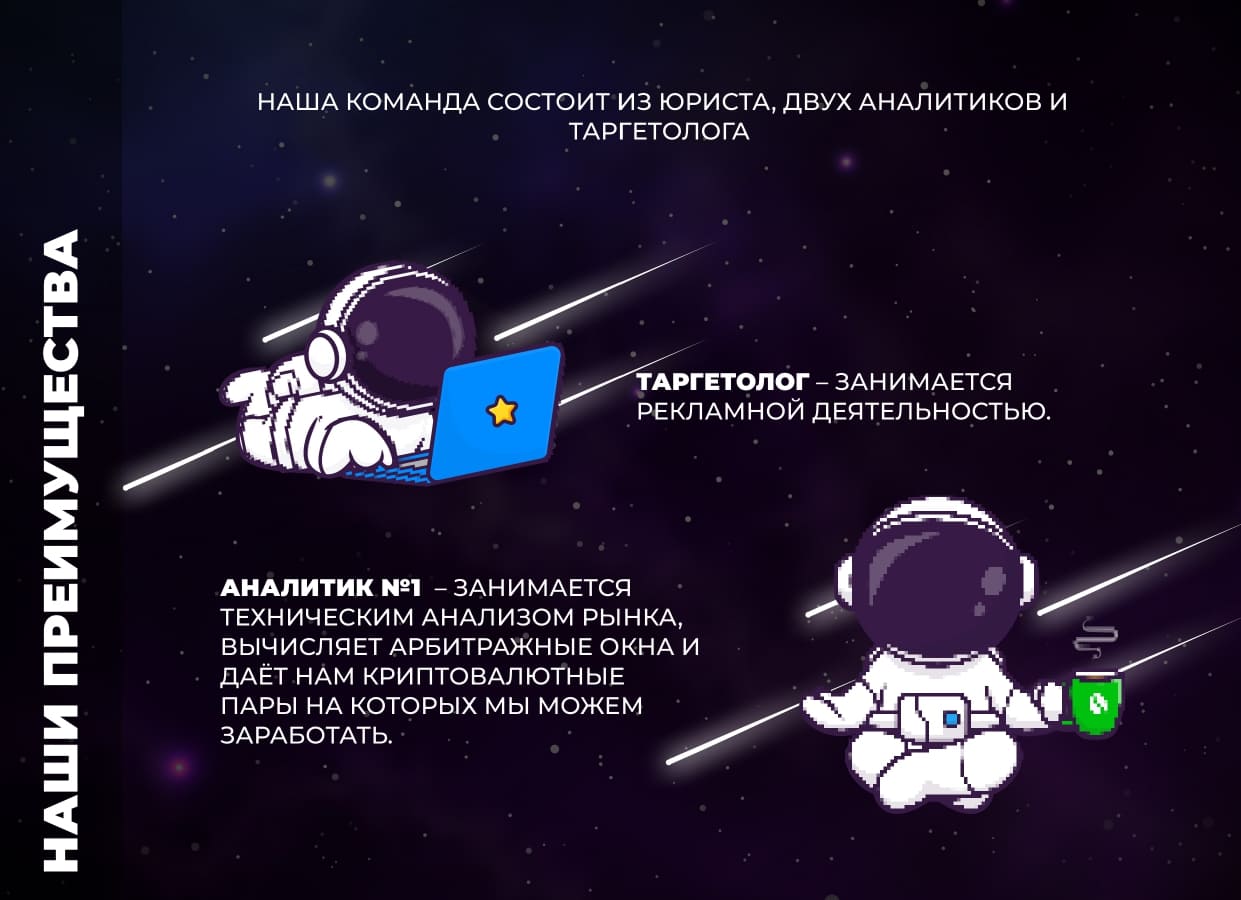 НАШИ ПРЕИМУЩЕСТВА
НАША КОМАНДА СОСТОИТ ИЗ ЮРИСТА, ДВУХ АНАЛИТИКОВ И
ТАРГЕТОЛОГА
ТАРГЕТОЛОГ – ЗАНИМАЕТСЯ
РЕКЛАМНОЙ ДЕЯТЕЛЬНОСТЬЮ.
АНАЛИТИК №1 – ЗАНИМАЕТСЯ
ТЕХНИЧЕСКИМ АНАЛИЗОМ РЫНКА,
ВЫЧИСЛЯЕТ АРБИТРАЖНЫЕ ОКНА И
ДАЁТ НАМ КРИПТОВАЛЮТНЫЕ
ПАРЫ НА КОТОРЫХ МЫ МОЖЕМ
ЗАРАБОТАТЬ.